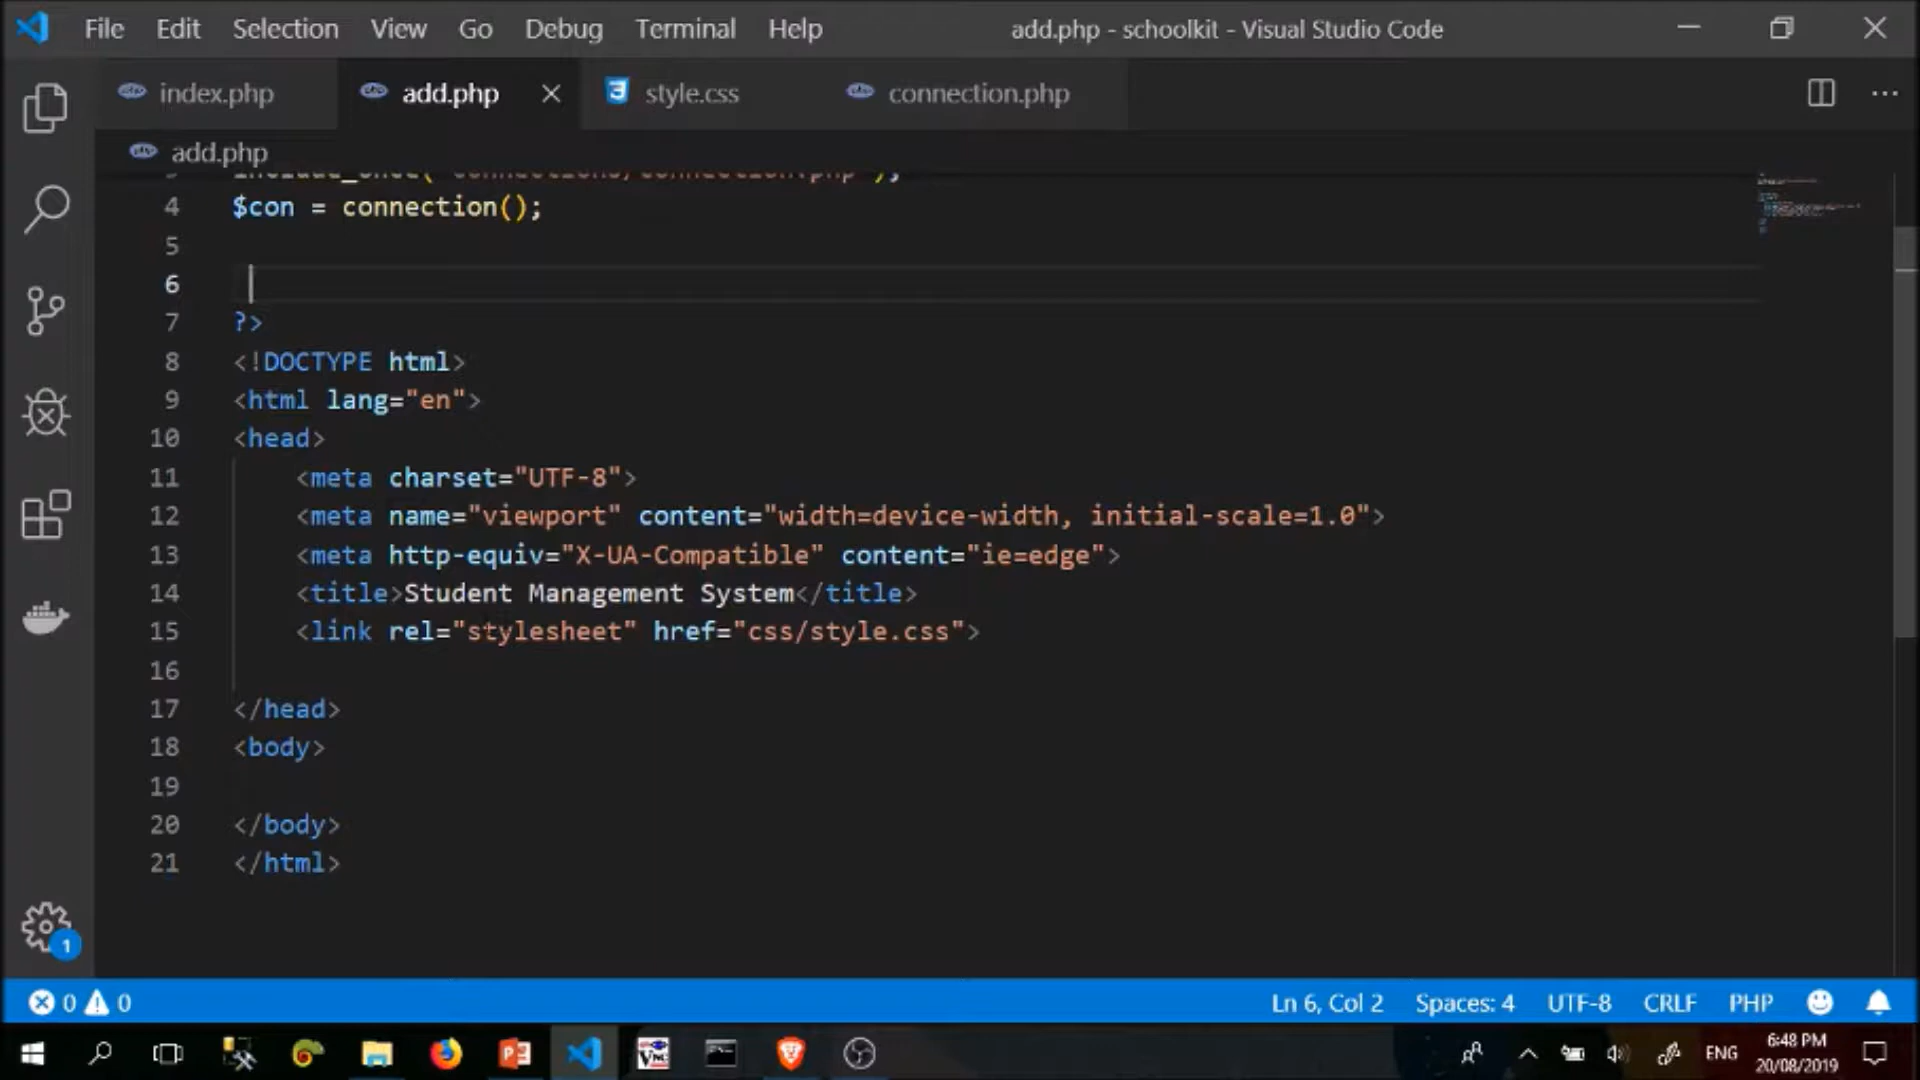 File Edit Selection View Go Debug Terminal Help add.php - schoolkit - Visual Studio Code
index.php add.php style.css connection.php
add.php
include_once("connections/connection.php");
4 $con = connection();
5
6
7 ?>
8 <!DOCTYPE html>
9 <html lang="en">
10 <head>
11 <meta charset="UTF-8">
12 <meta name="viewport" content="width=device-width, initial-scale=1.0">
13 <meta http-equiv="X-UA-Compatible" content="ie=edge">
14 <title>Student Management System</title>
15 <link rel="stylesheet" href="css/style.css">
16
17 </head>
18 <body>
19
20 </body>
21 </html>
1
0 0 Ln 6, Col 2 Spaces: 4 UTF-8 CRLF PHP
ENG 6:48 PM
20/08/2019